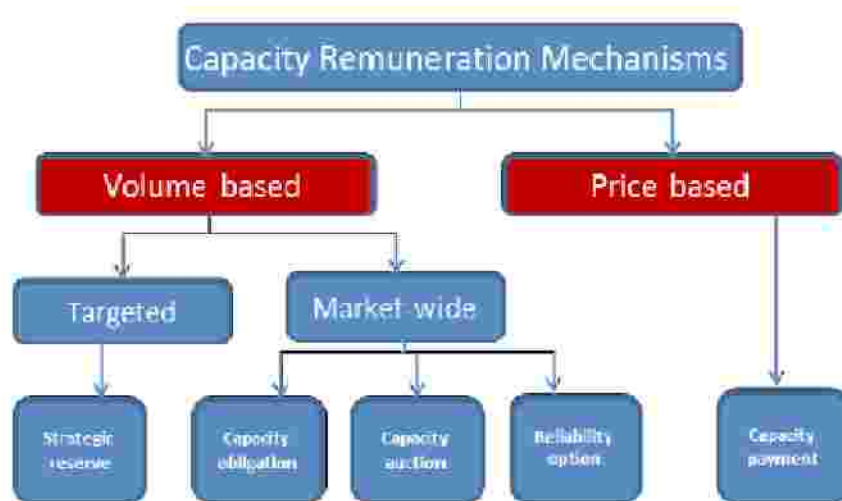 Capacity Remuneration Mechanisms
Volume based
Price based
Targeted
Market-wide
Strategic
reserve
Capacity
obligation
Capacity
auction
Reliability
option
Capacity
payment